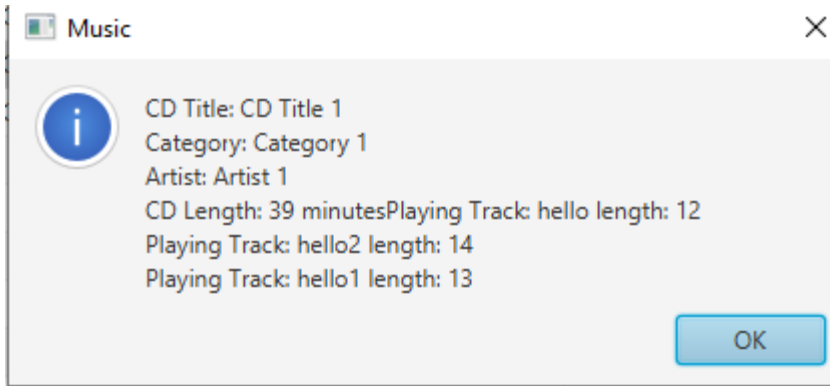 Music
CD Title: CD Title 1
Category: Category 1
Artist: Artist 1
CD Length: 39 minutesPlaying Track: hello length: 12
Playing Track: hello2 length: 14
Playing Track: hello1 length: 13
OK